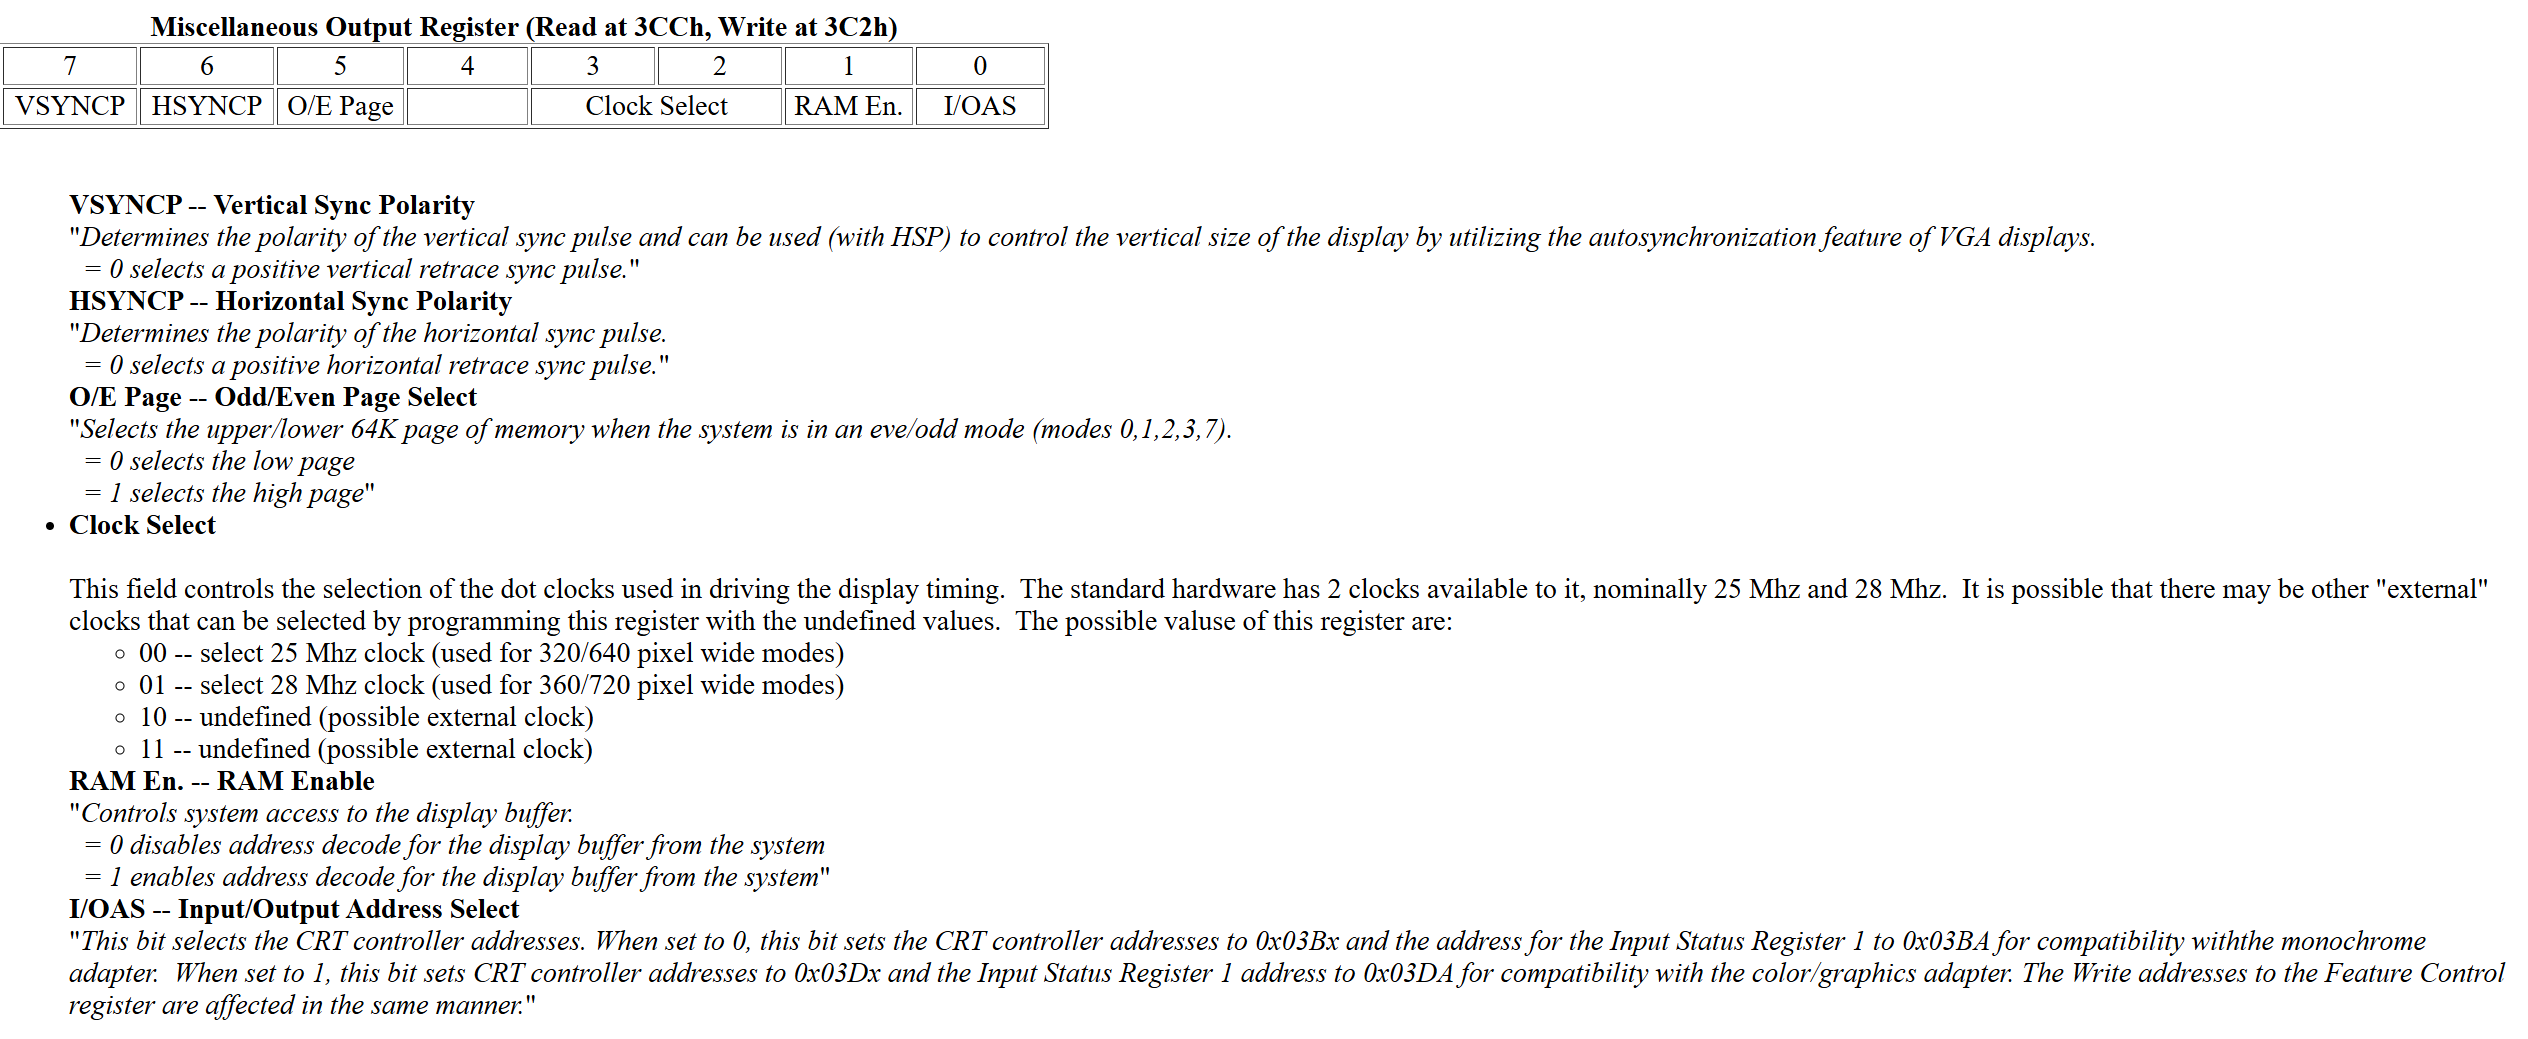 Miscellaneous Output Register (Read at 3CCh, Write at 3C2h)
7 6 5 4 3 2 1 0
VSYNCP HSYNCP O/E Page Clock Select RAM En. I/OAS
VSYNCP -- Vertical Sync Polarity
"Determines the polarity of the vertical sync pulse and can be used (with HSP) to control the vertical size of the display by utilizing the autosynchronization feature of VGA displays.
= 0 selects a positive vertical retrace sync pulse."
HSYNCP -- Horizontal Sync Polarity
"Determines the polarity of the horizontal sync pulse.
= 0 selects a positive horizontal retrace sync pulse."
O/E Page -- Odd/Even Page Select
"Selects the upper/lower 64K page of memory when the system is in an eve/odd mode (modes 0,1,2,3,7).
= 0 selects the low page
= 1 selects the high page"
• Clock Select
This field controls the selection of the dot clocks used in driving the display timing.  The standard hardware has 2 clocks available to it, nominally 25 Mhz and 28 Mhz.  It is possible that there may be other "external"
clocks that can be selected by programming this register with the undefined values.  The possible valuse of this register are:
○ 00 -- select 25 Mhz clock (used for 320/640 pixel wide modes)
○ 01 -- select 28 Mhz clock (used for 360/720 pixel wide modes)
○ 10 -- undefined (possible external clock)
○ 11 -- undefined (possible external clock)
RAM En. -- RAM Enable
"Controls system access to the display buffer.
= 0 disables address decode for the display buffer from the system
= 1 enables address decode for the display buffer from the system"
I/OAS -- Input/Output Address Select
"This bit selects the CRT controller addresses. When set to 0, this bit sets the CRT controller addresses to 0x03Bx and the address for the Input Status Register 1 to 0x03BA for compatibility withthe monochrome
adapter.  When set to 1, this bit sets CRT controller addresses to 0x03Dx and the Input Status Register 1 address to 0x03DA for compatibility with the color/graphics adapter. The Write addresses to the Feature Control
register are affected in the same manner."